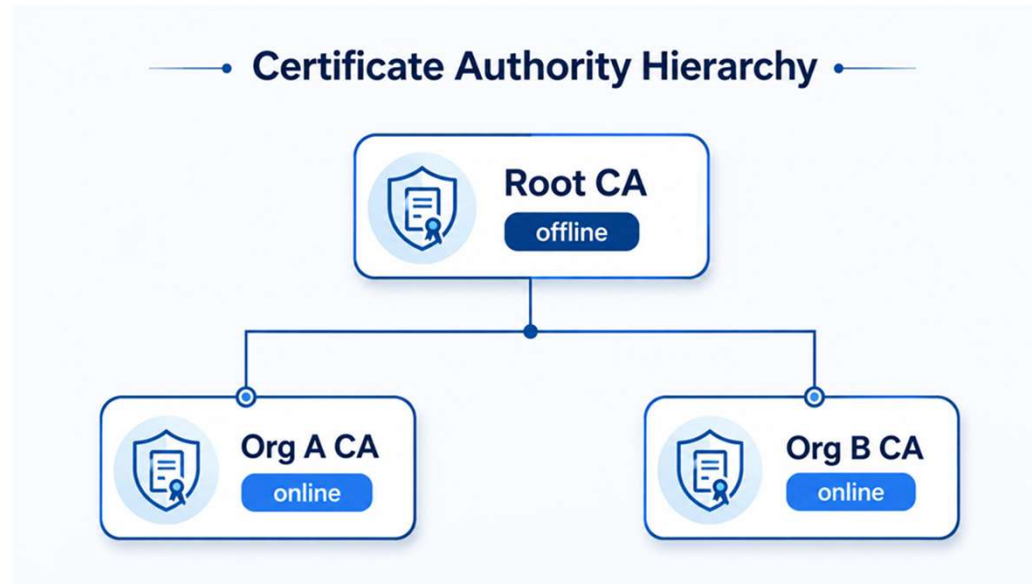 Certificate Authority Hierarchy
Root CA
offline
Org A CA
online
Org B CA
online